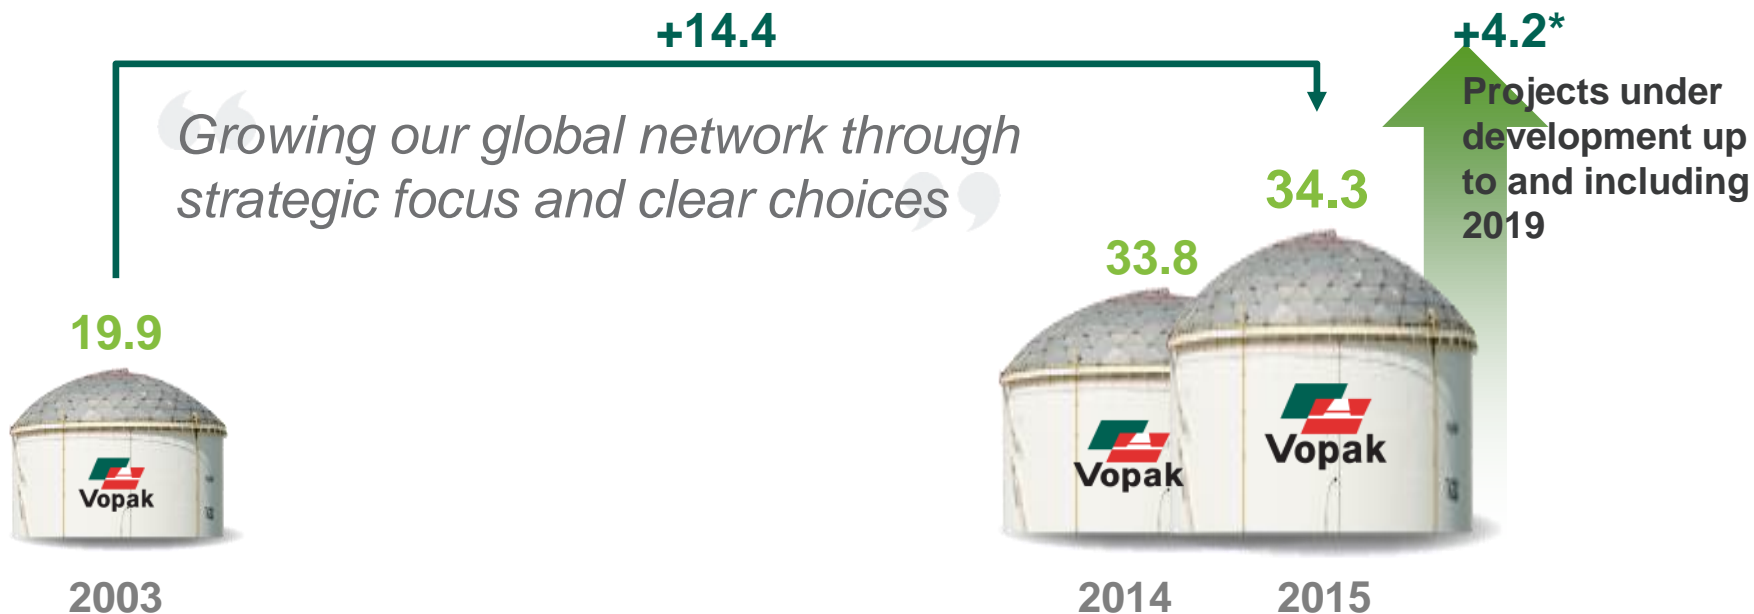 +14.4
+4.2*
Projects under
development up
to and including
2019
Growing our global network through
strategic focus and clear choices
34.3
33.8
19.9
Vopak
Vopak
Vopak
2003
2014
2015